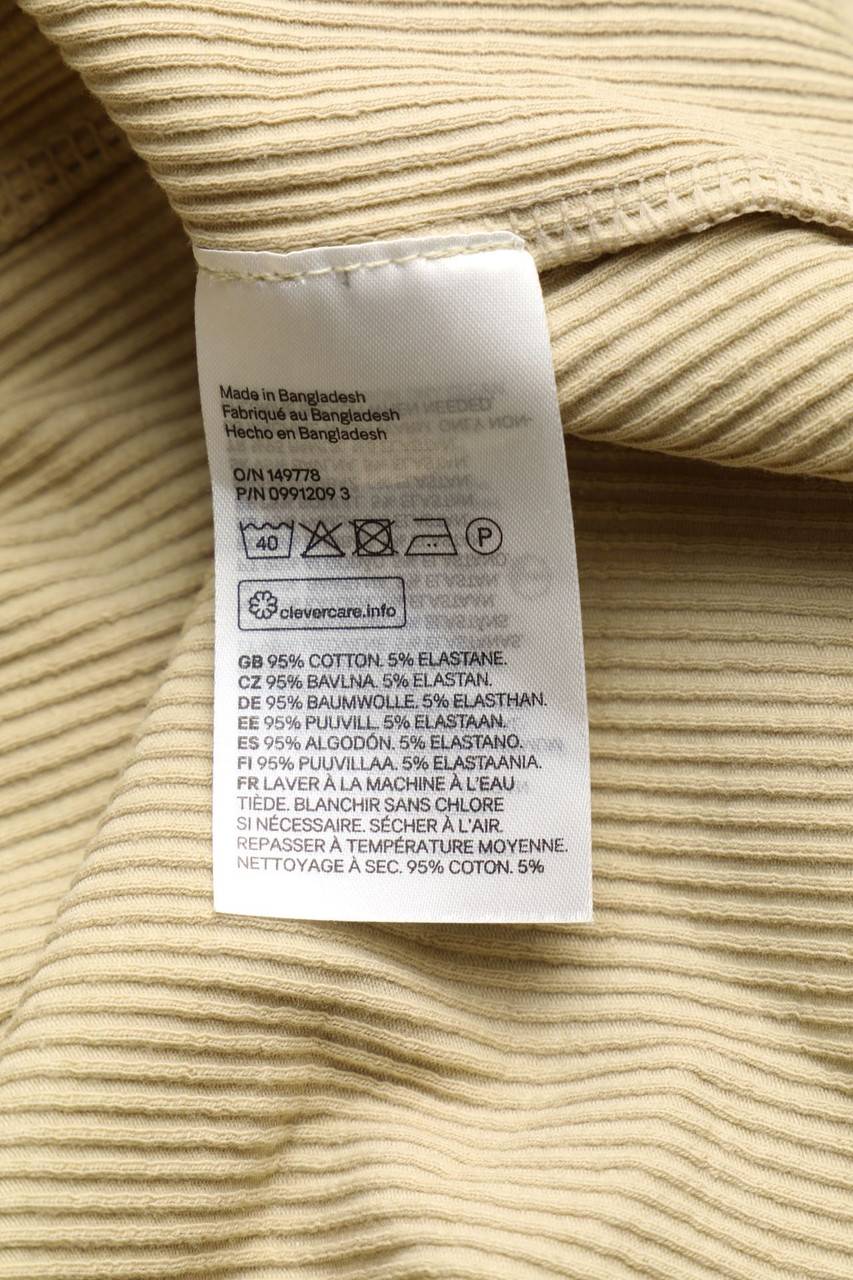 Made in Bangladesh
Fabriqué au Bangladesh
Hecho en Bangladesh
O/N 149778
P/N 0991209 3
40 P
clevercare.info
GB 95% COTTON. 5% ELASTANE.
CZ 95% BAVLNA. 5% ELASTAN.
DE 95% BAUMWOLLE. 5% ELASTHAN.
EE 95% PUUVILL. 5% ELASTAAN.
ES 95% ALGODÓN. 5% ELASTANO.
FI 95% PUUVILLAA. 5% ELASTAANIA.
FR LAVER À LA MACHINE À L'EAU
TIÈDE. BLANCHIR SANS CHLORE
SI NÉCESSAIRE. SÉCHER À L'AIR.
REPASSER À TEMPÉRATURE MOYENNE.
NETTOYAGE À SEC. 95% COTON. 5%